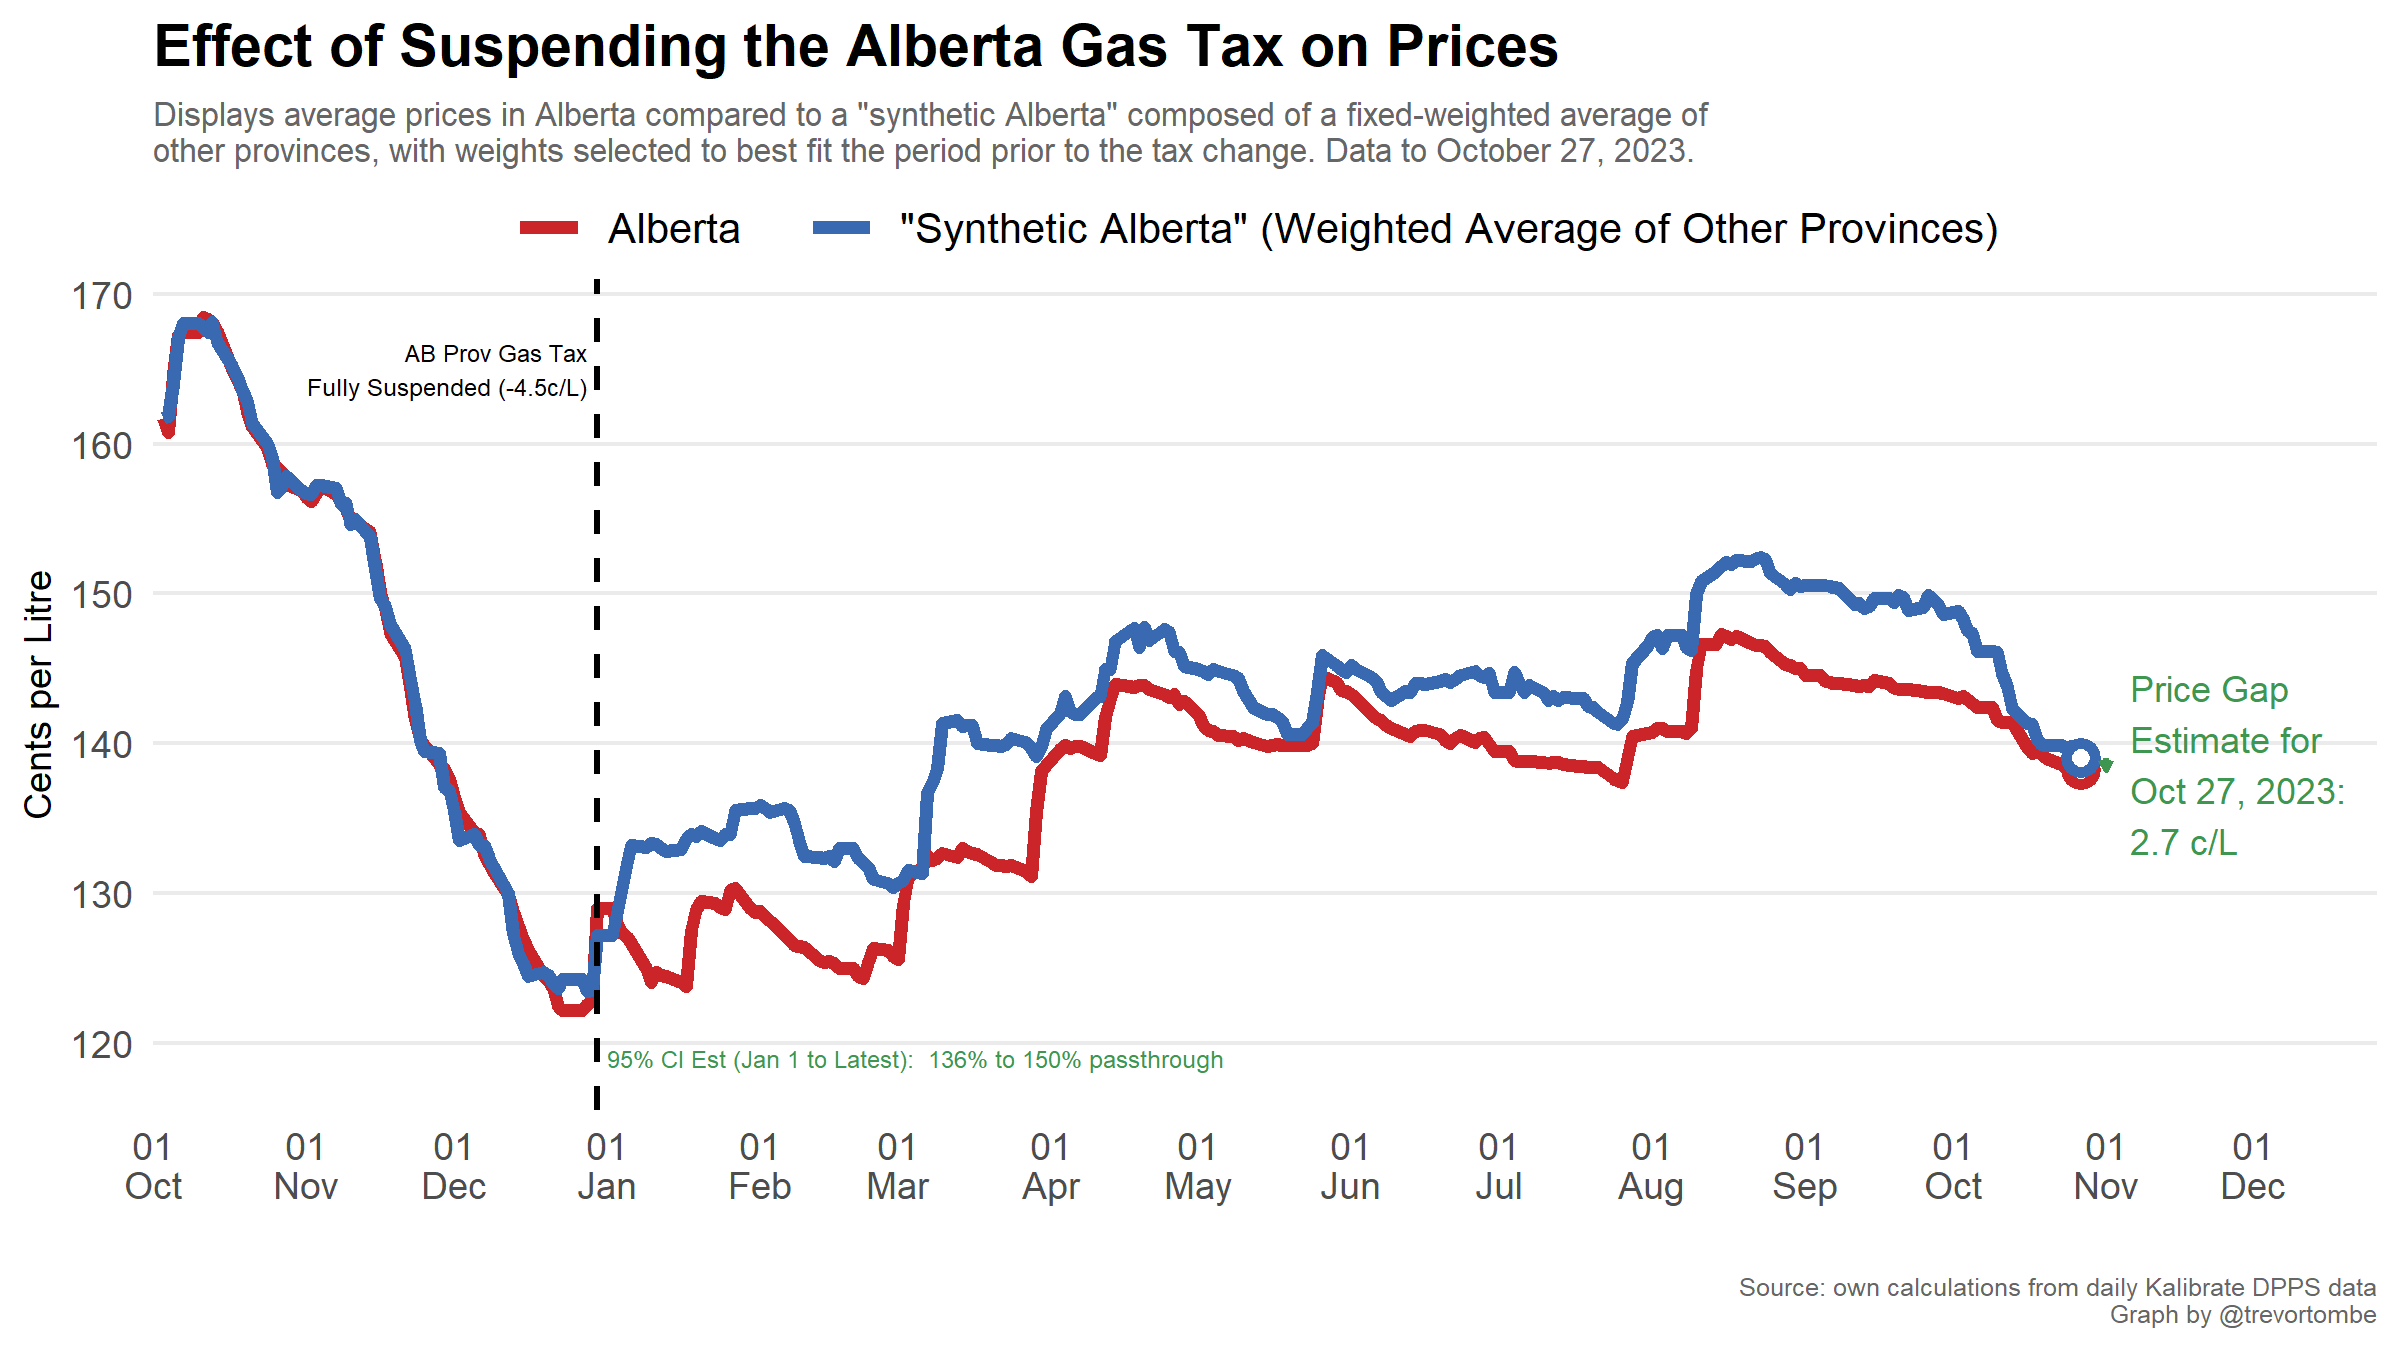 Effect of Suspending the Alberta Gas Tax on Prices
Displays average prices in Alberta compared to a "synthetic Alberta" composed of a fixed-weighted average of
other provinces, with weights selected to best fit the period prior to the tax change. Data to October 27, 2023.
Alberta
"Synthetic Alberta" (Weighted Average of Other Provinces)
Cents per Litre
170
160
150
140
130
120
AB Prov Gas Tax
Fully Suspended (-4.5c/L)
Price Gap
Estimate for
Oct 27, 2023:
2.7 c/L
95% CI Est (Jan 1 to Latest):  136% to 150% passthrough
01 01 01 01 01 01 01 01 01 01 01 01 01 01 01
Oct Nov Dec Jan Feb Mar Apr May Jun Jul Aug Sep Oct Nov Dec
Source: own calculations from daily Kalibrate DPPS data
Graph by @trevortombe